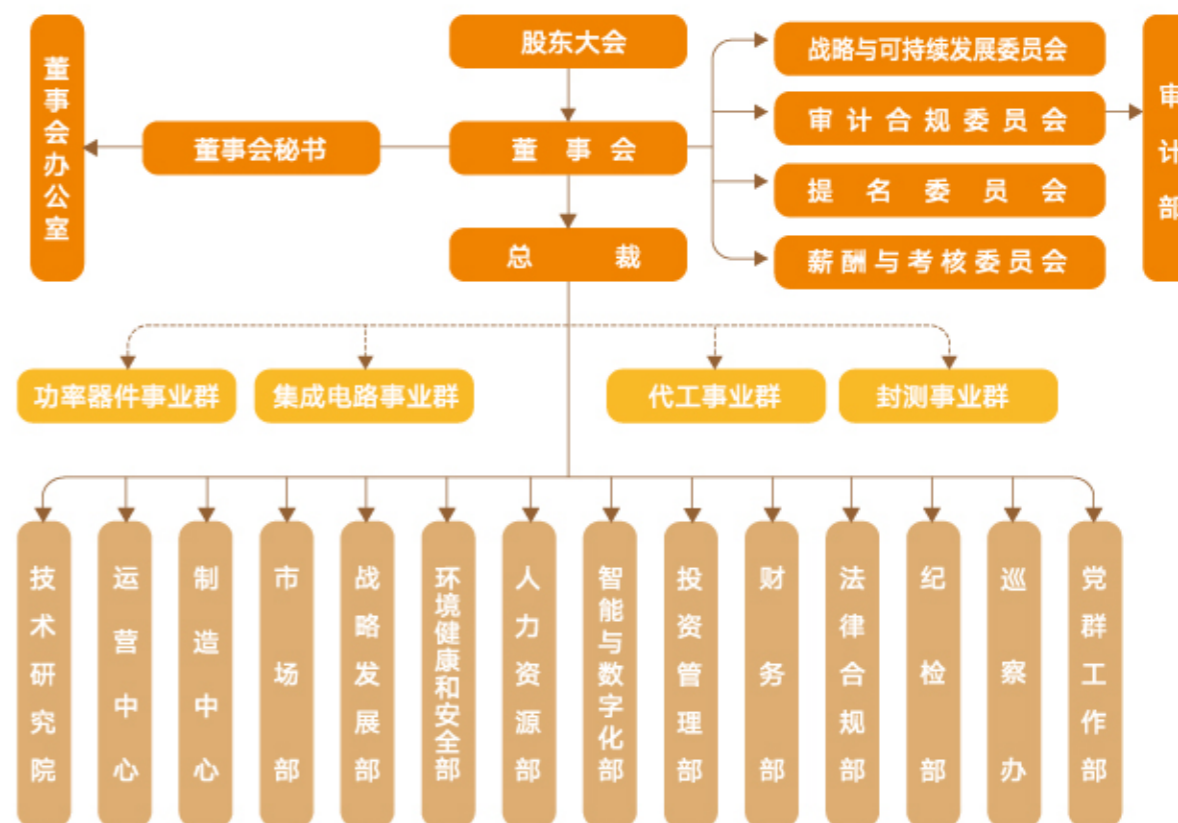 股东大会
战略与可持续发展委员会
董事会办公室
董事会秘书
董事会
审计合规委员会
审计部
提名委员会
总裁
薪酬与考核委员会
功率器件事业群
集成电路事业群
代工事业群
封测事业群
技术研究院
运营中心
制造中心
市场部
战略发展部
环境健康和安全部
人力资源部
智能与数字化部
投资管理部
财务部
法律合规部
纪检部
巡察办
党群工作部